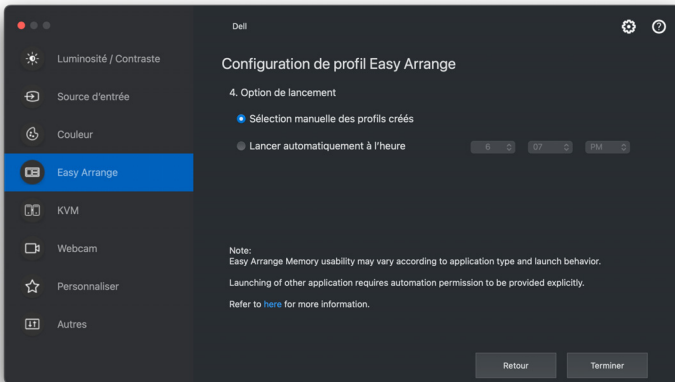 Dell
Luminosité / Contraste
Source d'entrée
Couleur
Easy Arrange
KVM
Webcam
Personnaliser
Autres
Configuration de profil Easy Arrange
4. Option de lancement
Sélection manuelle des profils créés
Lancer automatiquement à l'heure 6 07 PM
Note:
Easy Arrange Memory usability may vary according to application type and launch behavior.
Launching of other application requires automation permission to be provided explicitly.
Refer to here for more information.
Retour Terminer